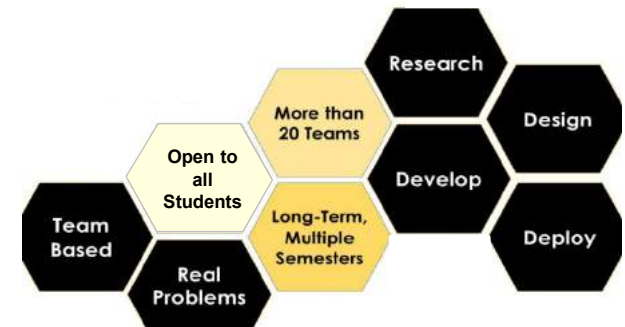 Research
Design
More than
20 Teams
Open to
all
Students
Develop
Team
Based
Long-Term,
Multiple
Semesters
Deploy
Real
Problems